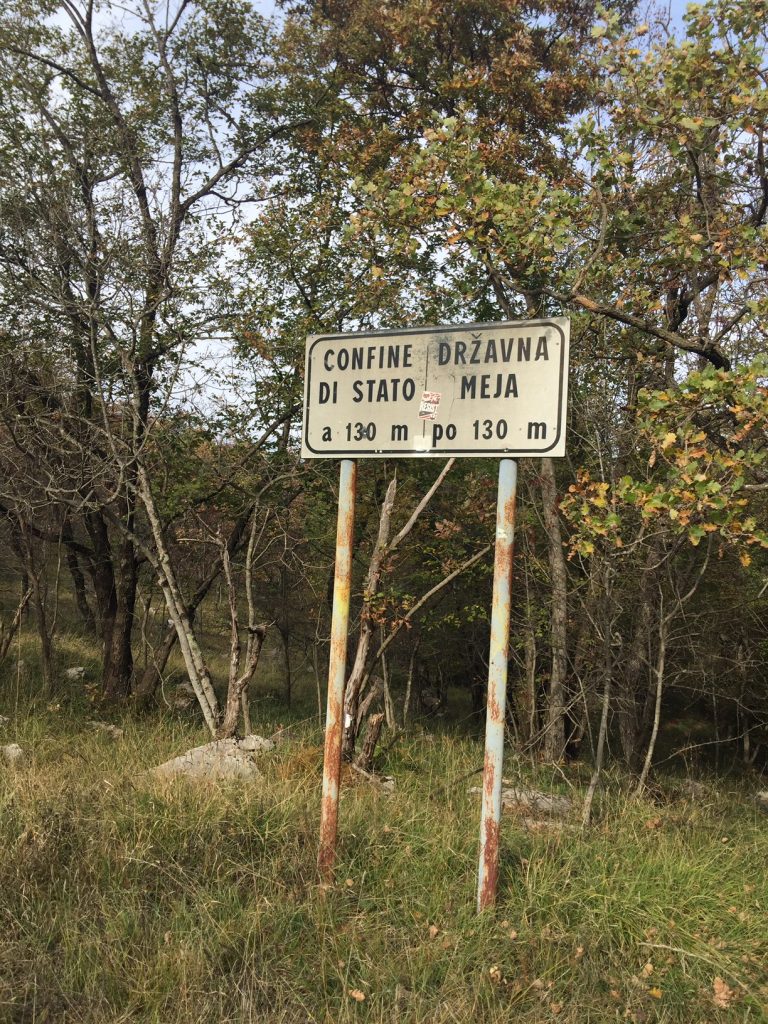 CONFINE DRŽAVNA
DI STATO MEJA
a 130 m po 130 m